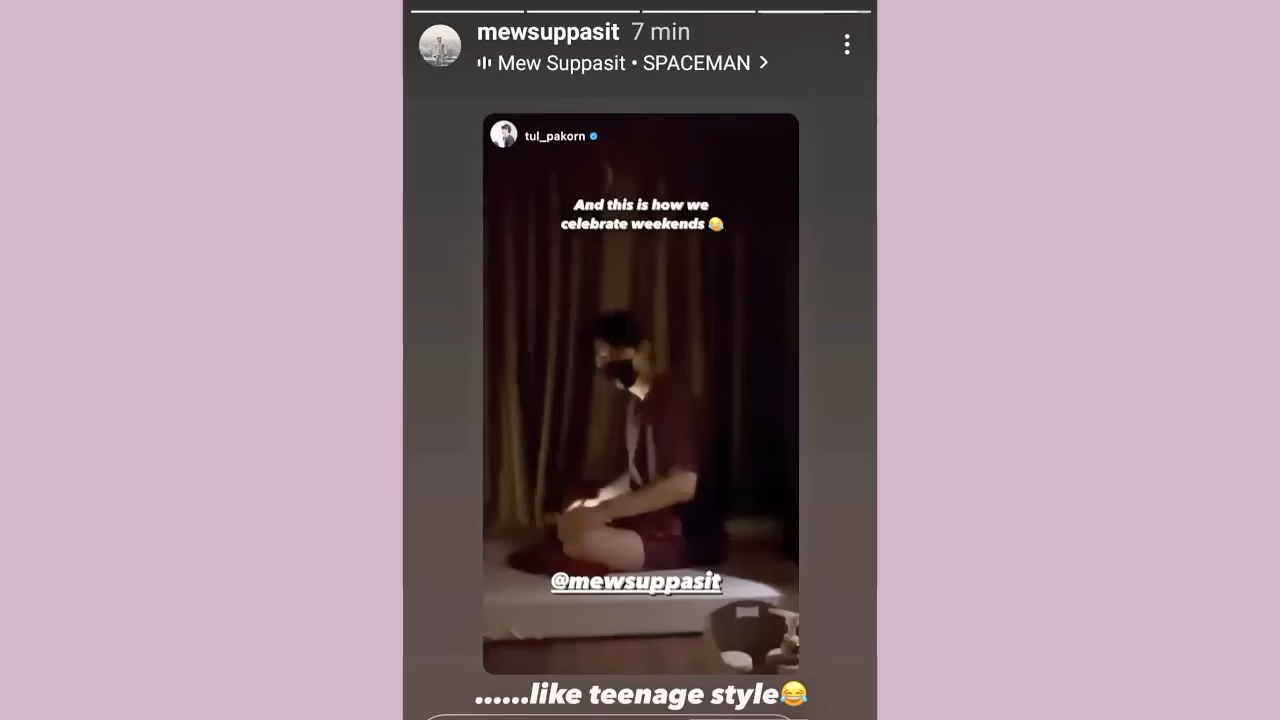 mewsuppasit 7 min
Mew Suppasit • SPACEMAN >
tul_pakorn
And this is how we
celebrate weekends 😂
@mewsuppasit
......like teenage style😂